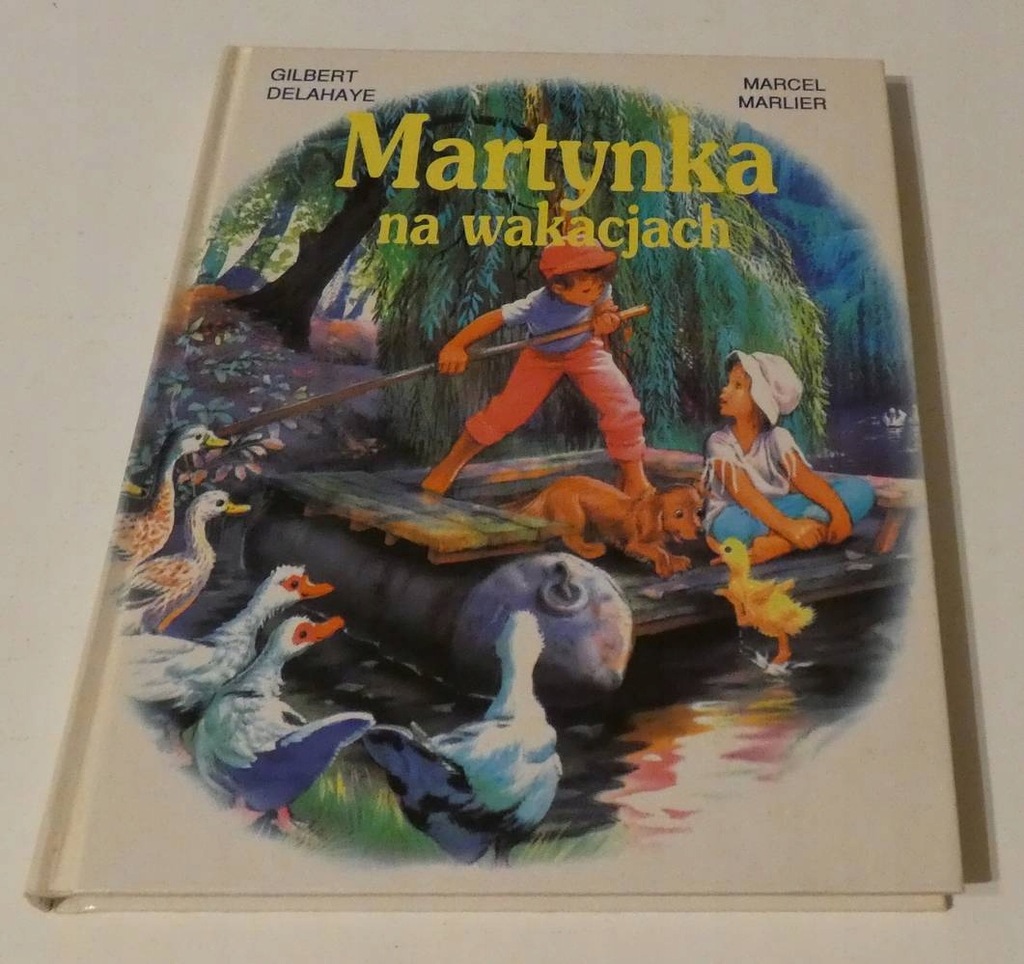 GILBERT
DELAHAYE
MARCEL
MARLIER
Martynka
na wakacjach